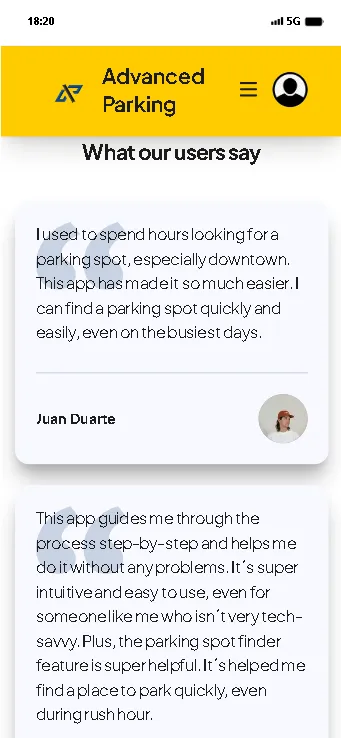 18:20
5G
Advanced
Parking
What our users say
I used to spend hours looking for a
parking spot, especially downtown.
This app has made it so much easier. I
can find a parking spot quickly and
easily, even on the busiest days.
Juan Duarte
This app guides me through the
process step-by-step and helps me
do it without any problems. It´s super
intuitive and easy to use, even for
someone like me who isn´t very tech-
savvy. Plus, the parking spot finder
feature is super helpful. It´s helped me
find a place to park quickly, even
during rush hour.